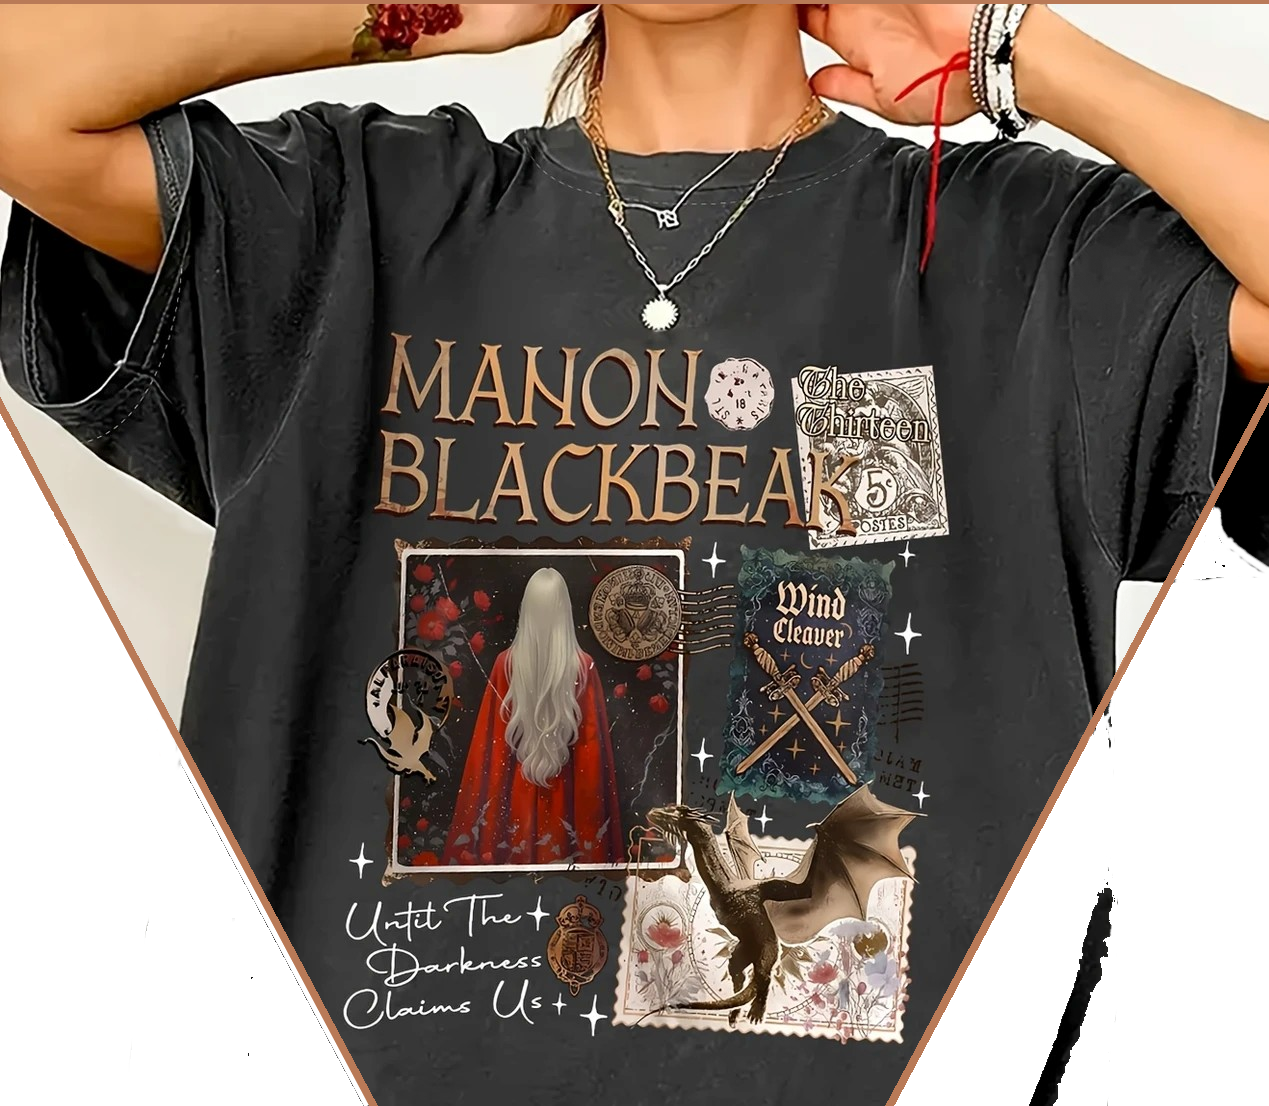 MANON
BLACKBEAK
The
Thirteen
5c
POSTES
Wind
Cleaver
Until The
Darkness
Claims Us